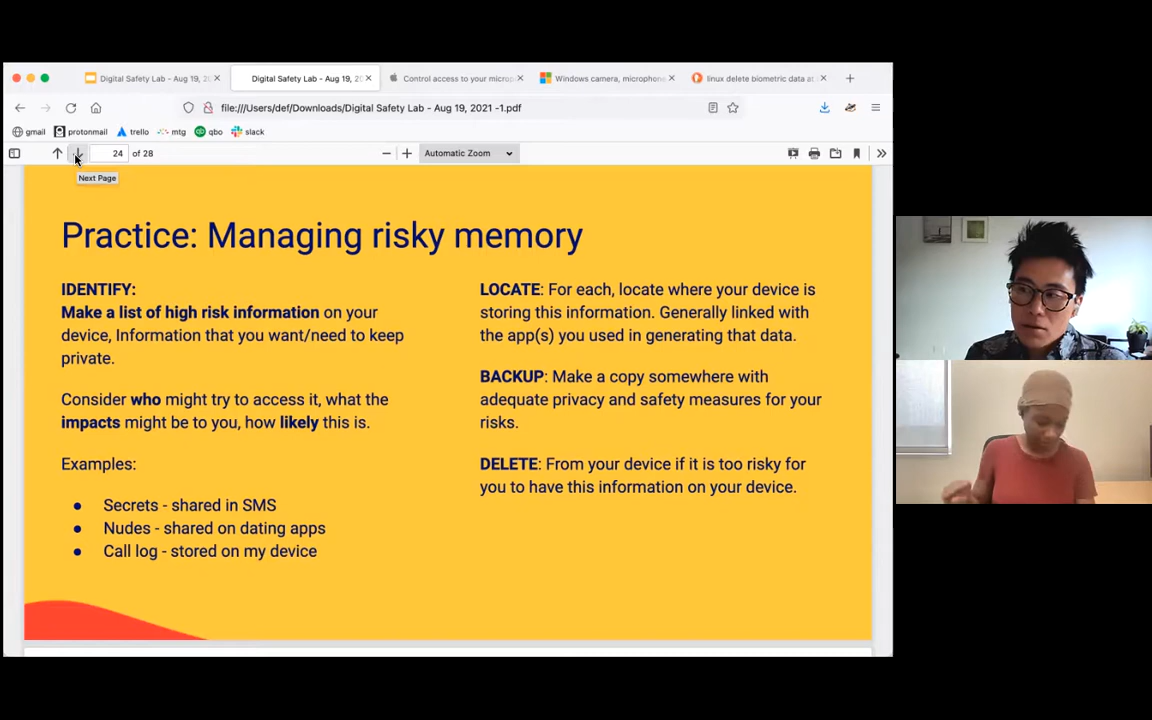 Digital Safety Lab - Aug 19, 2
Digital Safety Lab - Aug 19, 2
Control access to your microp
Windows camera, microphone
linux delete biometric data at
file:///Users/def/Downloads/Digital Safety Lab - Aug 19, 2021 -1.pdf
gmail
protonmail
trello
mtg
qbo
slack
24 of 28
Automatic Zoom
Next Page
Practice: Managing risky memory
IDENTIFY:
Make a list of high risk information on your
device, Information that you want/need to keep
private.
Consider who might try to access it, what the
impacts might be to you, how likely this is.
Examples:
● Secrets - shared in SMS
● Nudes - shared on dating apps
● Call log - stored on my device
LOCATE: For each, locate where your device is
storing this information. Generally linked with
the app(s) you used in generating that data.
BACKUP: Make a copy somewhere with
adequate privacy and safety measures for your
risks.
DELETE: From your device if it is too risky for
you to have this information on your device.